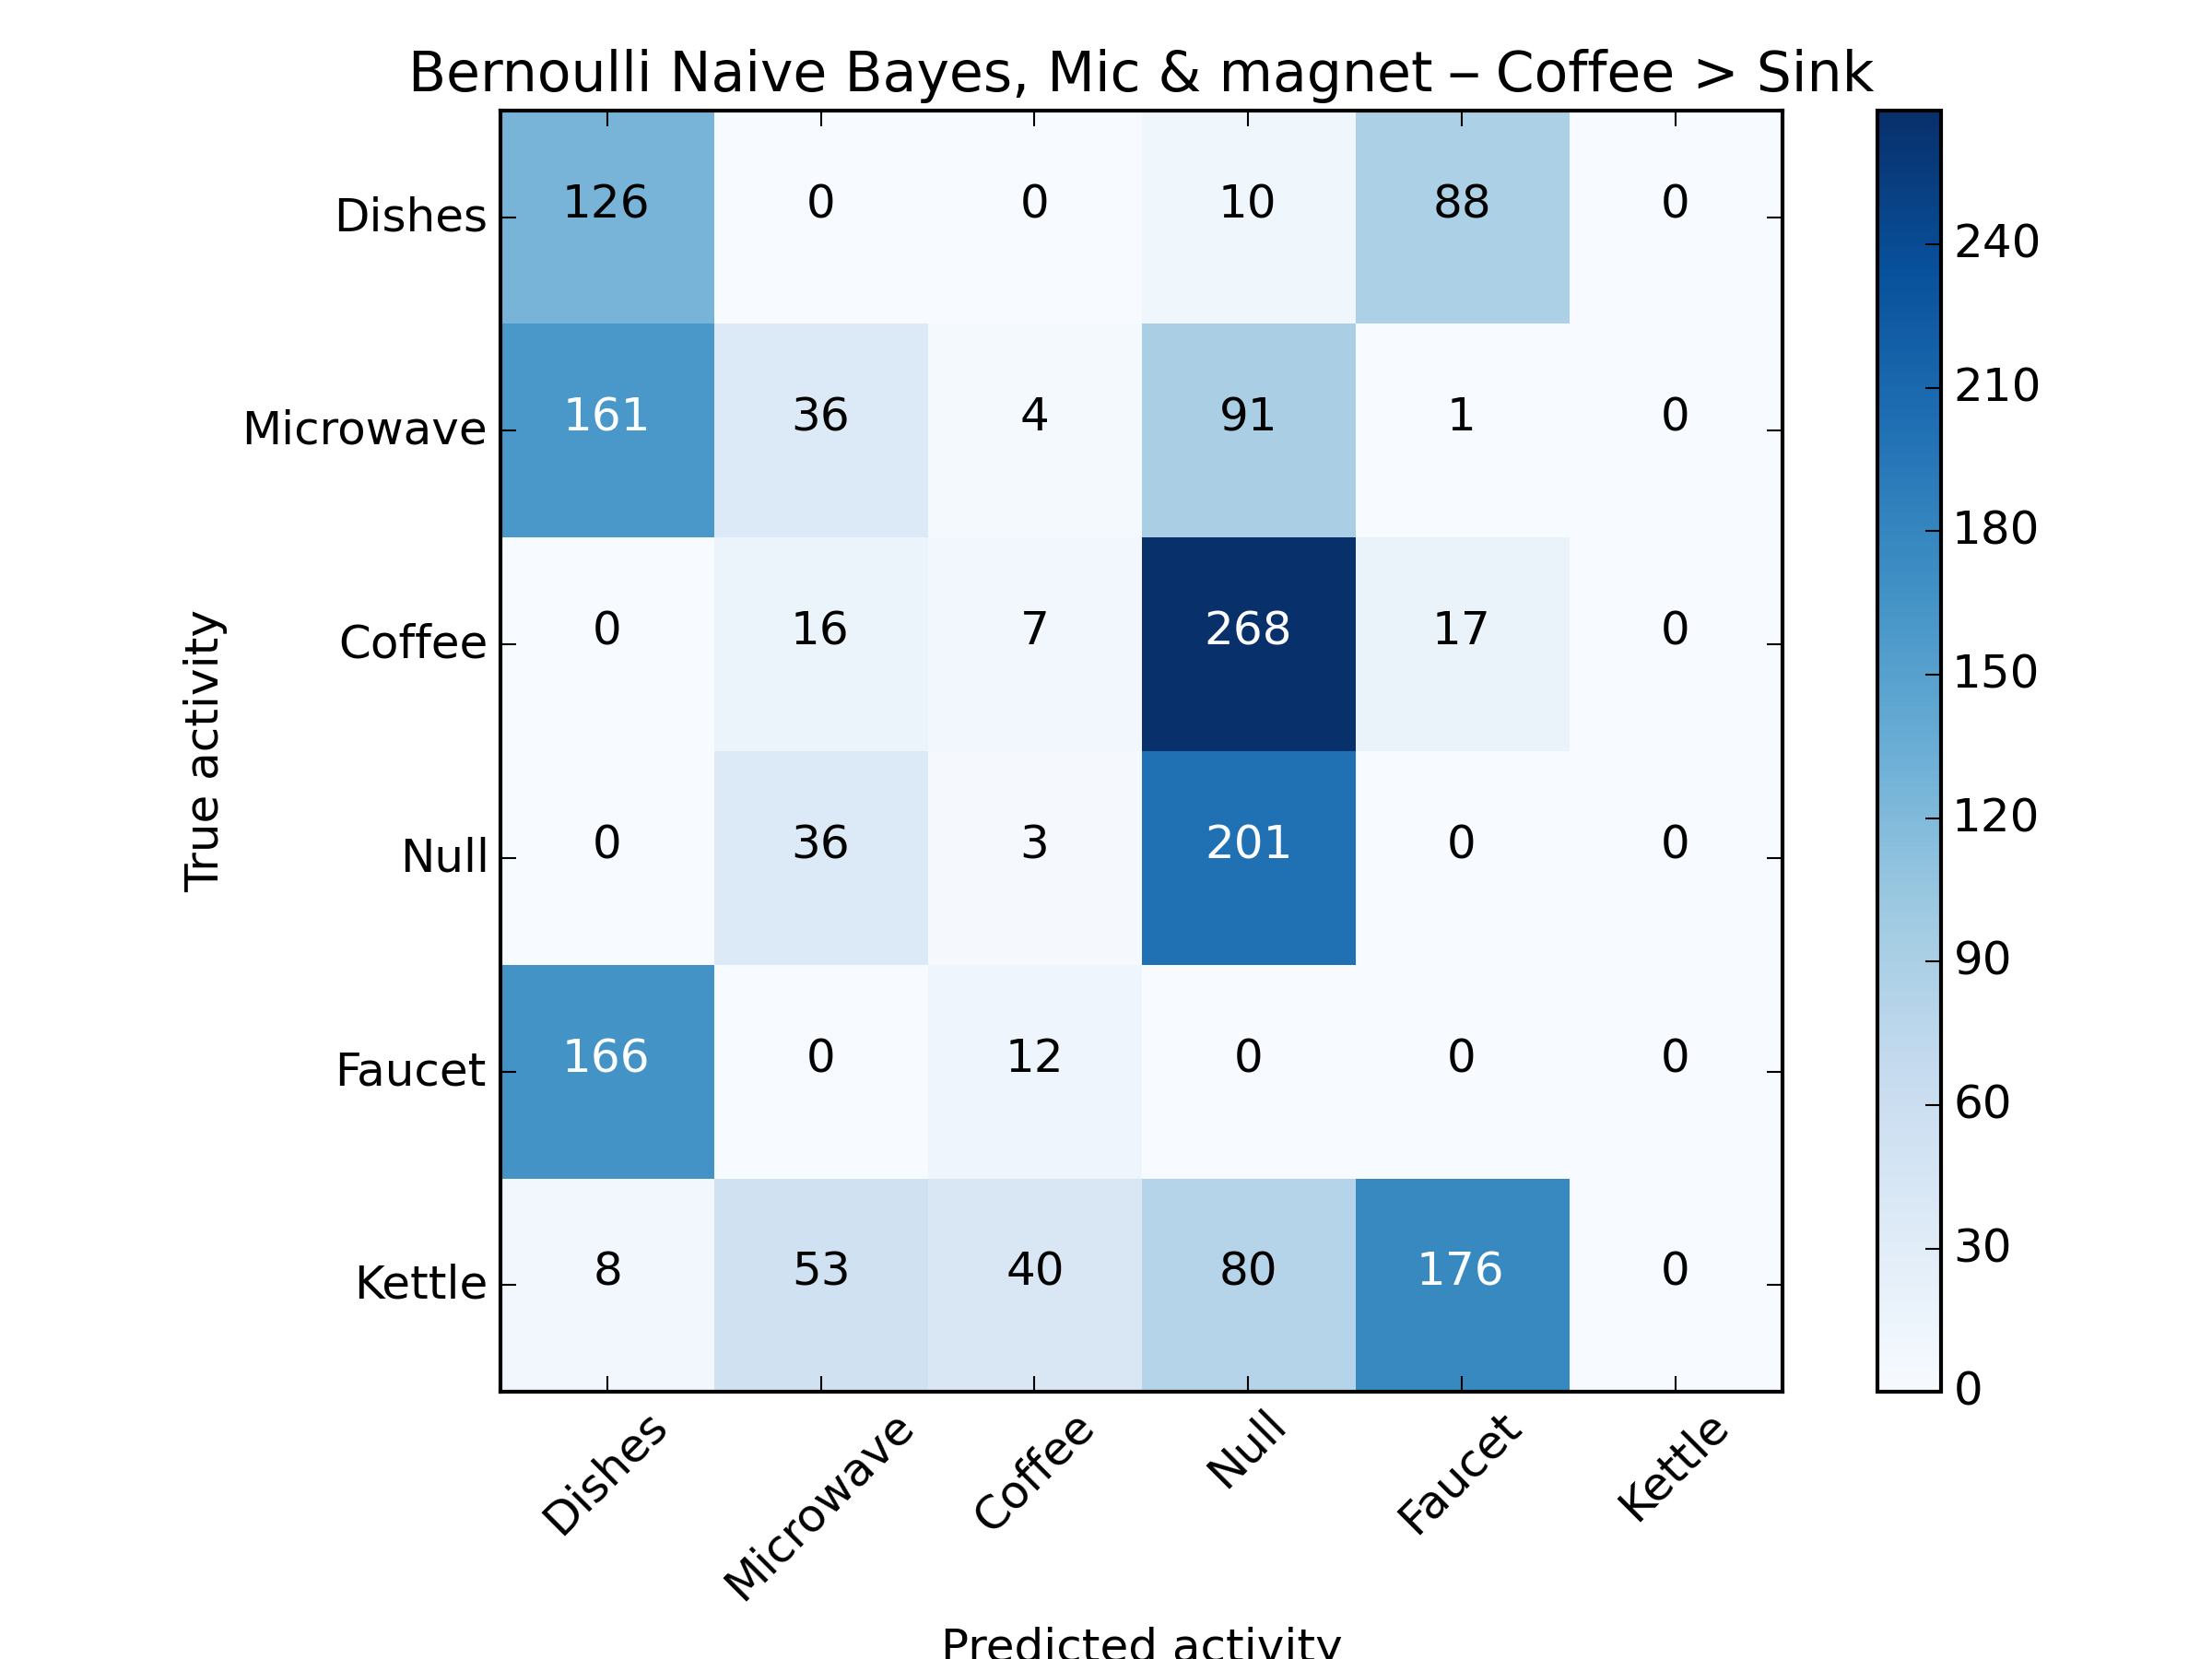 Bernoulli Naive Bayes, Mic & magnet – Coffee > Sink
Dishes 126 0 0 10 88 0
Microwave 161 36 4 91 1 0
Coffee 0 16 7 268 17 0
Null 0 36 3 201 0 0
Faucet 166 0 12 0 0 0
Kettle 8 53 40 80 176 0
True activity
Dishes Microwave Coffee Null Faucet Kettle
Predicted activity
240
210
180
150
120
90
60
30
0